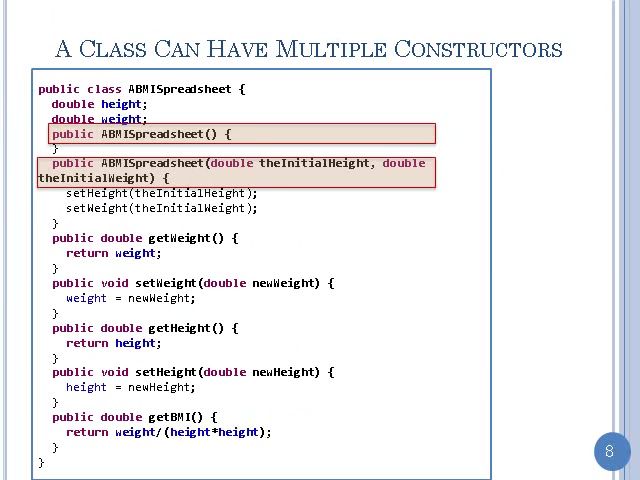 A CLASS CAN HAVE MULTIPLE CONSTRUCTORS
public class ABMISpreadsheet {
double height;
double weight;
public ABMISpreadsheet() {
}
public ABMISpreadsheet(double theInitialHeight, double
theInitialWeight) {
setHeight(theInitialHeight);
setWeight(theInitialWeight);
}
public double getWeight() {
return weight;
}
public void setWeight(double newWeight) {
weight = newWeight;
}
public double getHeight() {
return height;
}
public void setHeight(double newHeight) {
height = newHeight;
}
public double getBMI() {
return weight/(height*height);
}
}
8